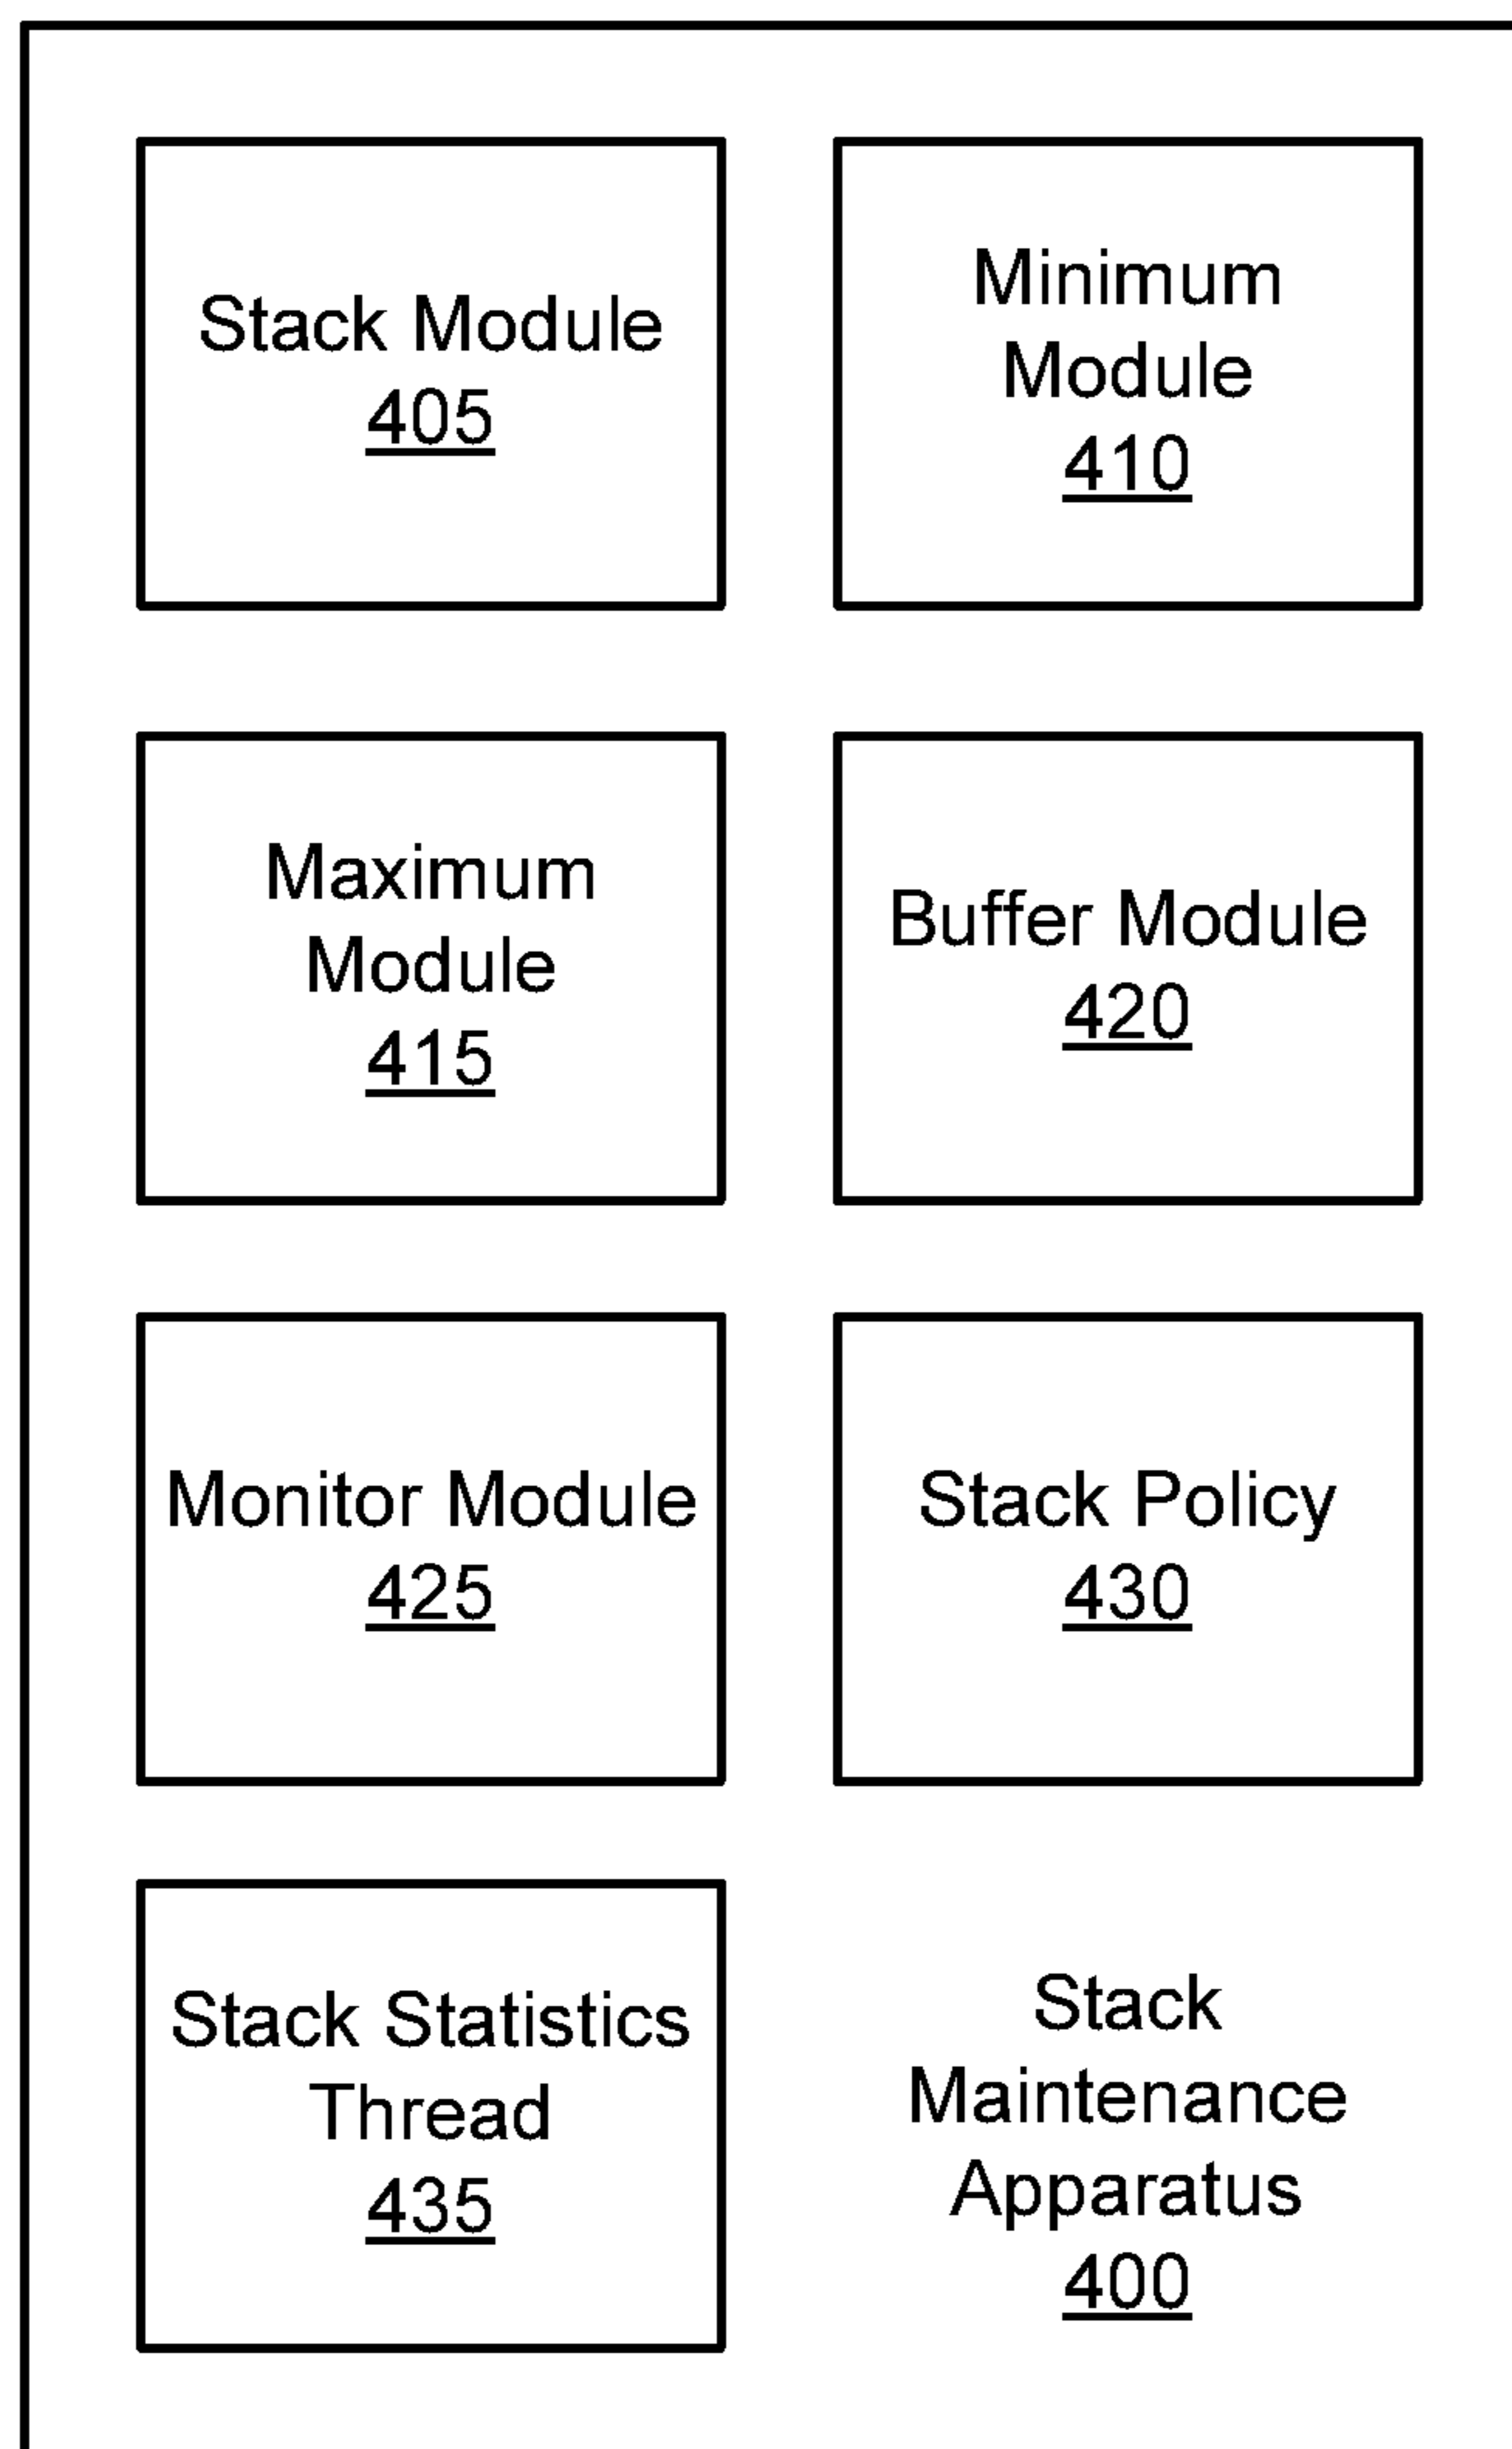 Stack Module
405
Minimum
Module
410
Maximum
Module
415
Buffer Module
420
Monitor Module
425
Stack Policy
430
Stack Statistics
Thread
435
Stack
Maintenance
Apparatus
400